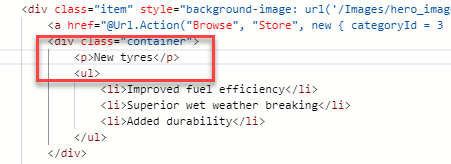 <div class="item" style="background-image: url('/Images/hero_imag
<a href="@Url.Action("Browse", "Store", new { categoryId = 3
<div class="container">
<p>New tyres</p>
<ul>
<li>Improved fuel efficiency</li>
<li>Superior wet weather breaking</li>
<li>Added durability</li>
</ul>
</div>